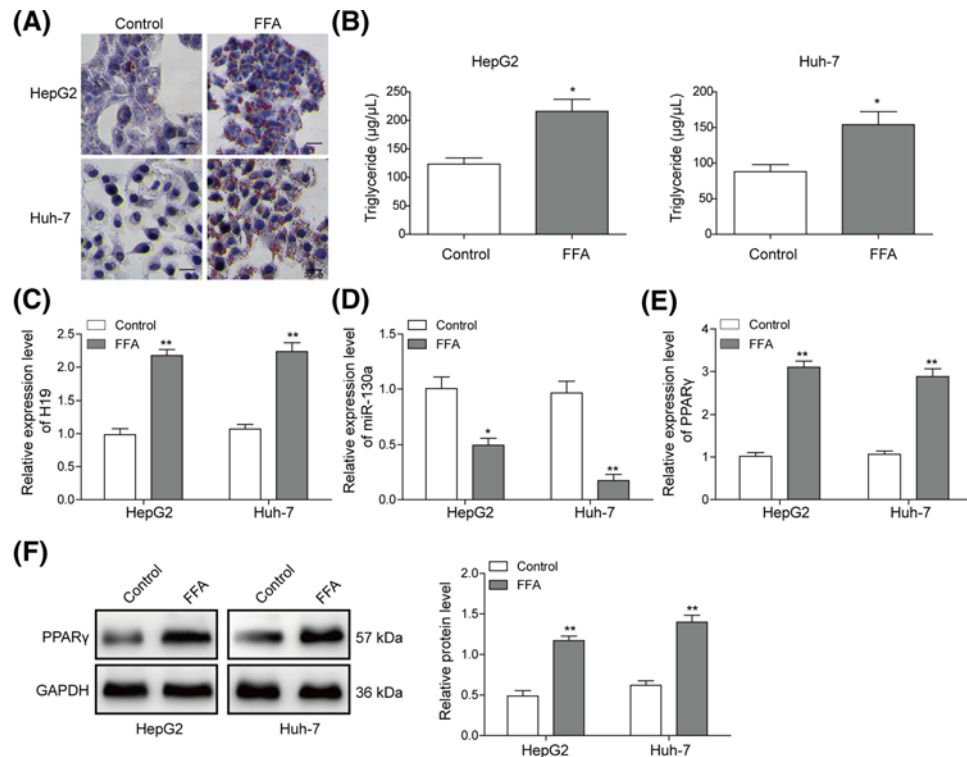 (A)
Control FFA
HepG2
Huh-7
(B)
HepG2
Triglyceride (µg/µL)
250
200
150
100
50
0
*
Control FFA
Huh-7
Triglyceride (µg/µL)
200
150
100
50
0
*
Control FFA
(C)
Relative expression level
of H19
2.5
2.0
1.5
1.0
0.5
0.0
Control
FFA
** **
HepG2 Huh-7
(D)
Relative expression level
of miR-130a
1.5
1.0
0.5
0.0
Control
FFA
* **
HepG2 Huh-7
(E)
Relative expression level
of PPARγ
4
3
2
1
0
Control
FFA
** **
HepG2 Huh-7
(F)
Control FFA Control FFA
PPARγ 57 kDa
GAPDH 36 kDa
HepG2 Huh-7
Relative protein level
2.0
1.5
1.0
0.5
0.0
Control
FFA
** **
HepG2 Huh-7